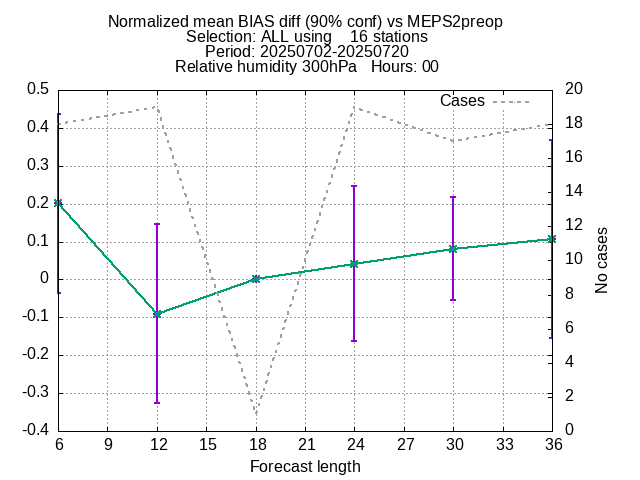 Normalized mean BIAS diff (90% conf) vs MEPS2preop
Selection: ALL using    16 stations
Period: 20250702-20250720
Relative humidity 300hPa   Hours: 00
Cases
0.5
0.4
0.3
0.2
0.1
0
-0.1
-0.2
-0.3
-0.4
20
18
16
14
12
10
8
6
4
2
0
No cases
6 9 12 15 18 21 24 27 30 33 36
Forecast length